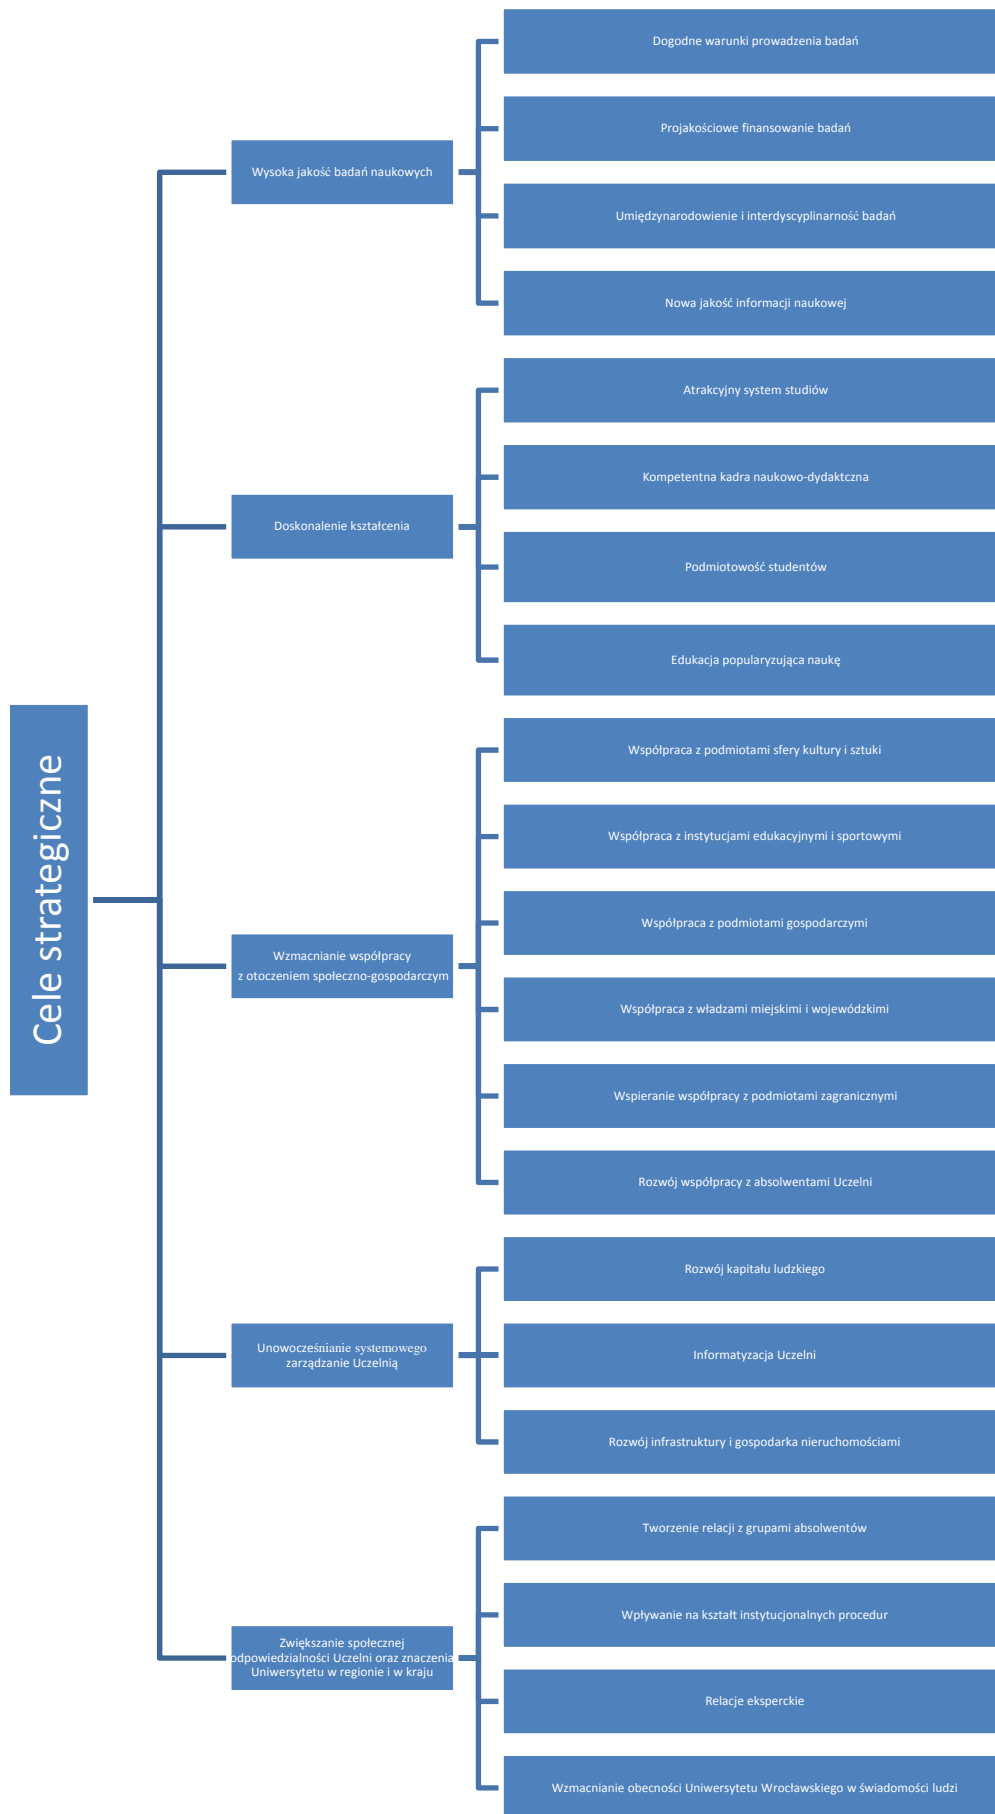 Cele strategiczne
Wysoka jakość badań naukowych
Dogodne warunki prowadzenia badań
Projakościowe finansowanie badań
Umiędzynarodowienie i interdyscyplinarność badań
Nowa jakość informacji naukowej
Doskonalenie kształcenia
Atrakcyjny system studiów
Kompetentna kadra naukowo-dydaktczna
Podmiotowość studentów
Edukacja popularyzująca naukę
Wzmacnianie współpracy
z otoczeniem społeczno-gospodarczym
Współpraca z podmiotami sfery kultury i sztuki
Współpraca z instytucjami edukacyjnymi i sportowymi
Współpraca z podmiotami gospodarczymi
Współpraca z władzami miejskimi i wojewódzkimi
Wspieranie współpracy z podmiotami zagranicznymi
Rozwój współpracy z absolwentami Uczelni
Unowocześnianie systemowego
zarządzanie Uczelnią
Rozwój kapitału ludzkiego
Informatyzacja Uczelni
Rozwój infrastruktury i gospodarka nieruchomościami
Zwiększanie społecznej
odpowiedzialności Uczelni oraz znaczenia
Uniwersytetu w regionie i w kraju
Tworzenie relacji z grupami absolwentów
Wpływanie na kształt instytucjonalnych procedur
Relacje eksperckie
Wzmacnianie obecności Uniwersytetu Wrocławskiego w świadomości ludzi